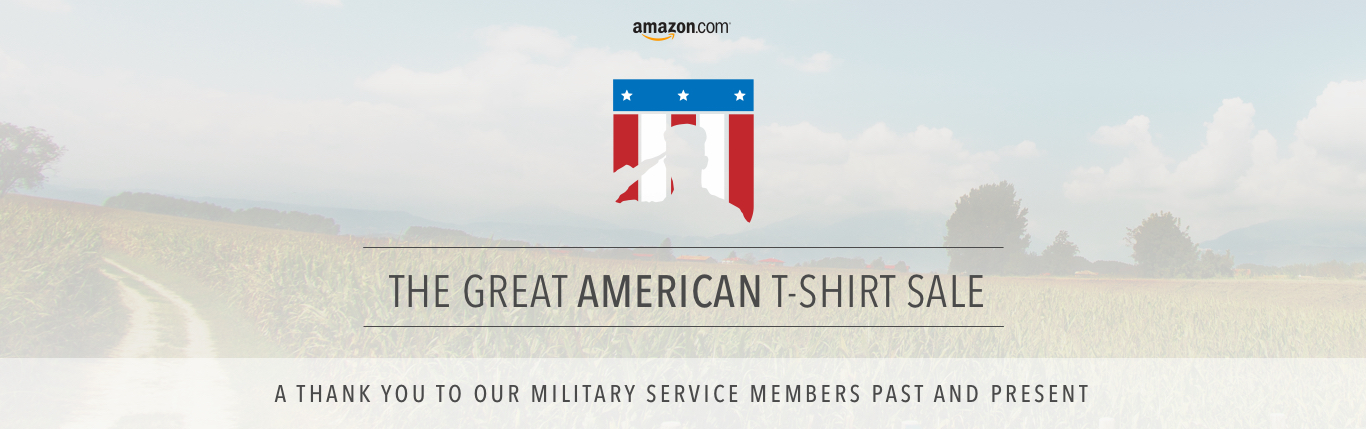 amazon.com
THE GREAT AMERICAN T-SHIRT SALE
A THANK YOU TO OUR MILITARY SERVICE MEMBERS PAST AND PRESENT